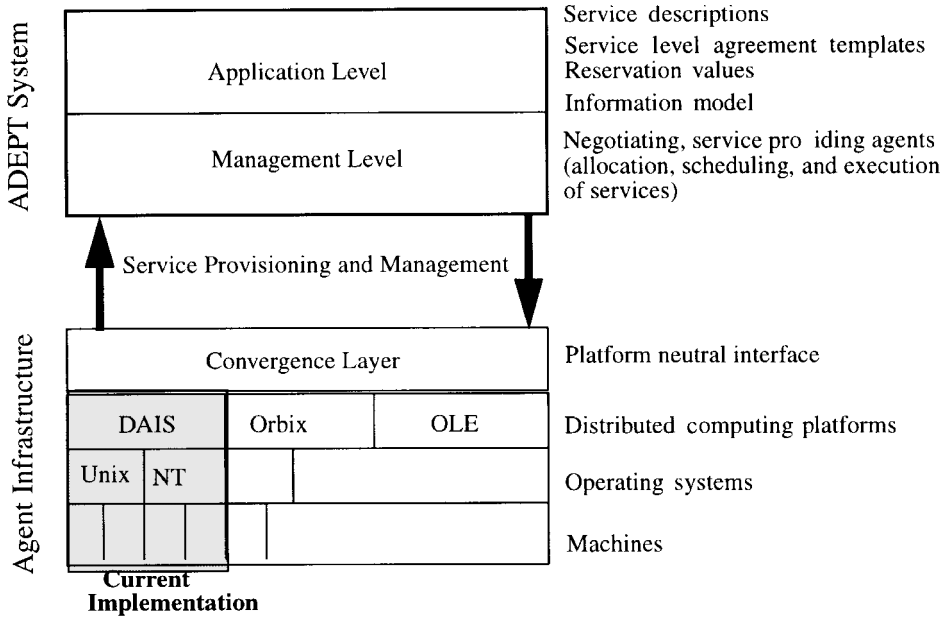 ADEPT System
Application Level
Management Level
Service descriptions
Service level agreement templates
Reservation values
Information model
Negotiating, service pro iding agents
(allocation, scheduling, and execution
of services)
Service Provisioning and Management
Agent Infrastructure
Convergence Layer
Platform neutral interface
DAIS
Orbix
OLE
Distributed computing platforms
Unix
NT
Operating systems
Machines
Current
Implementation